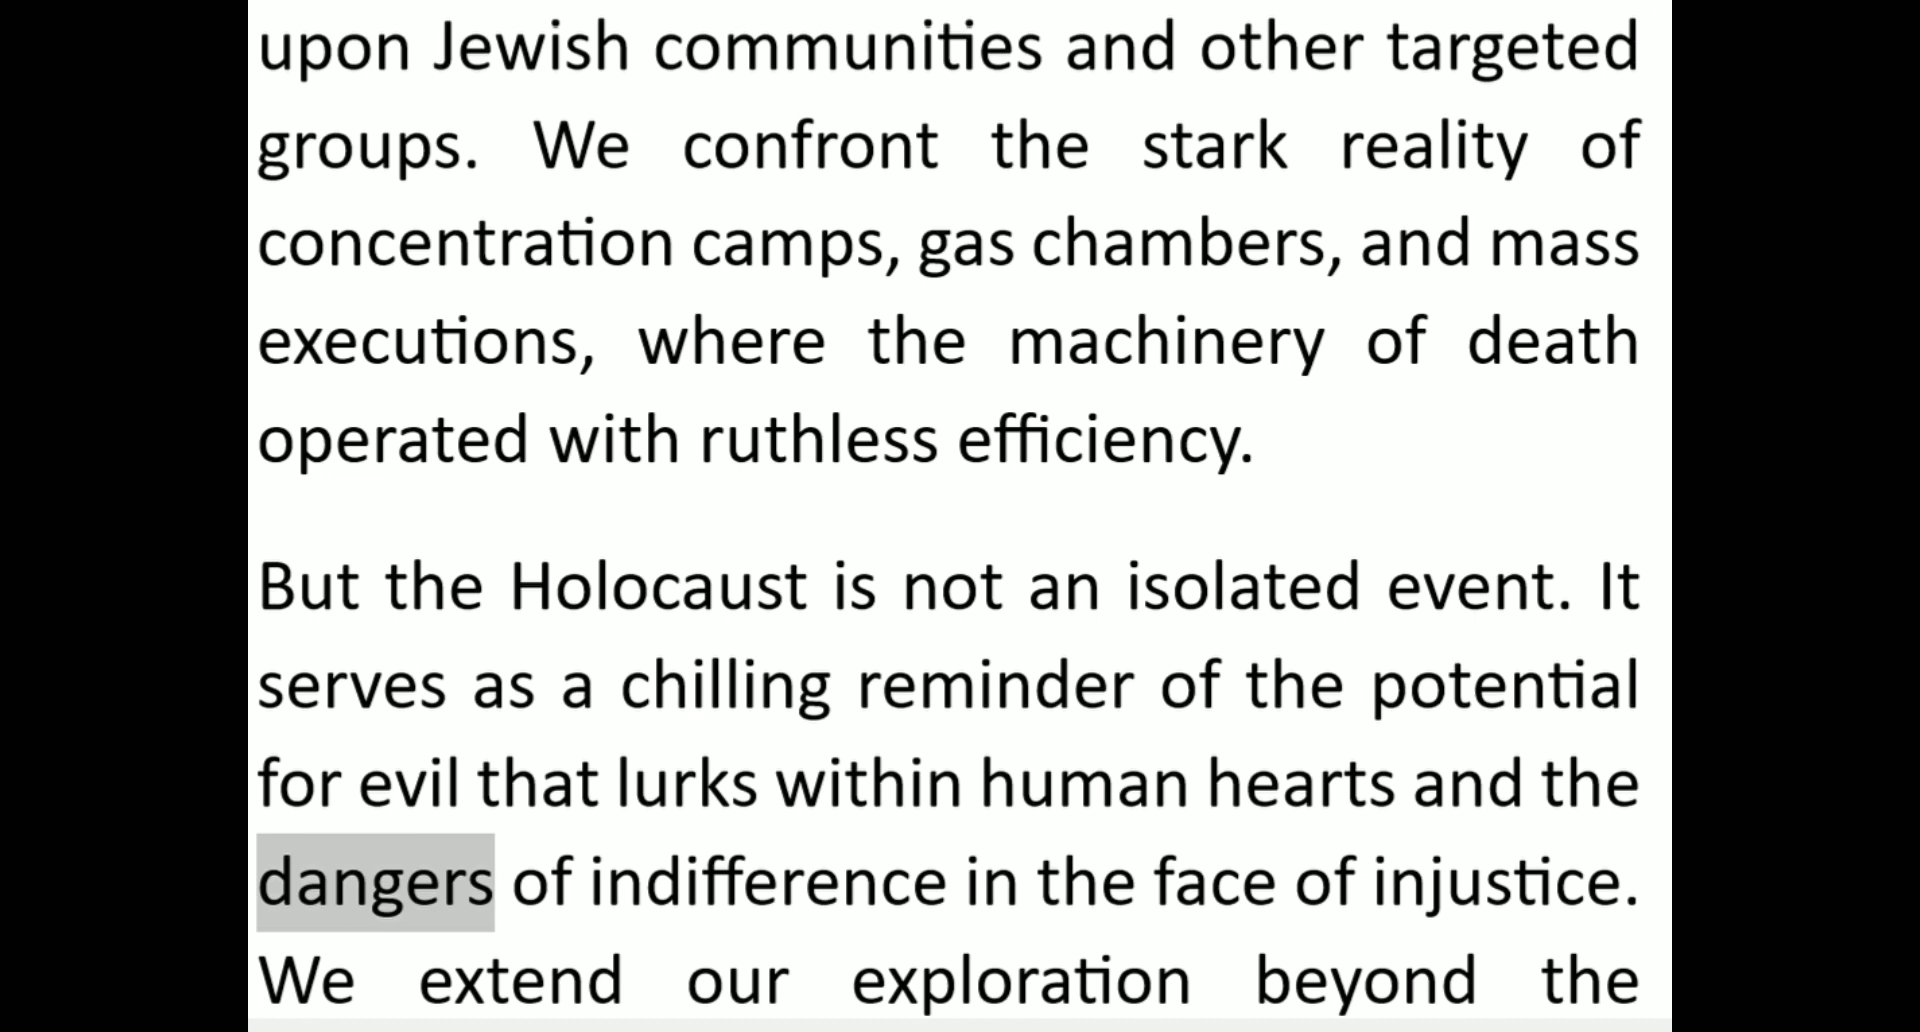 upon Jewish communities and other targeted
groups. We confront the stark reality of
concentration camps, gas chambers, and mass
executions, where the machinery of death
operated with ruthless efficiency.
But the Holocaust is not an isolated event. It
serves as a chilling reminder of the potential
for evil that lurks within human hearts and the
dangers of indifference in the face of injustice.
We extend our exploration beyond the